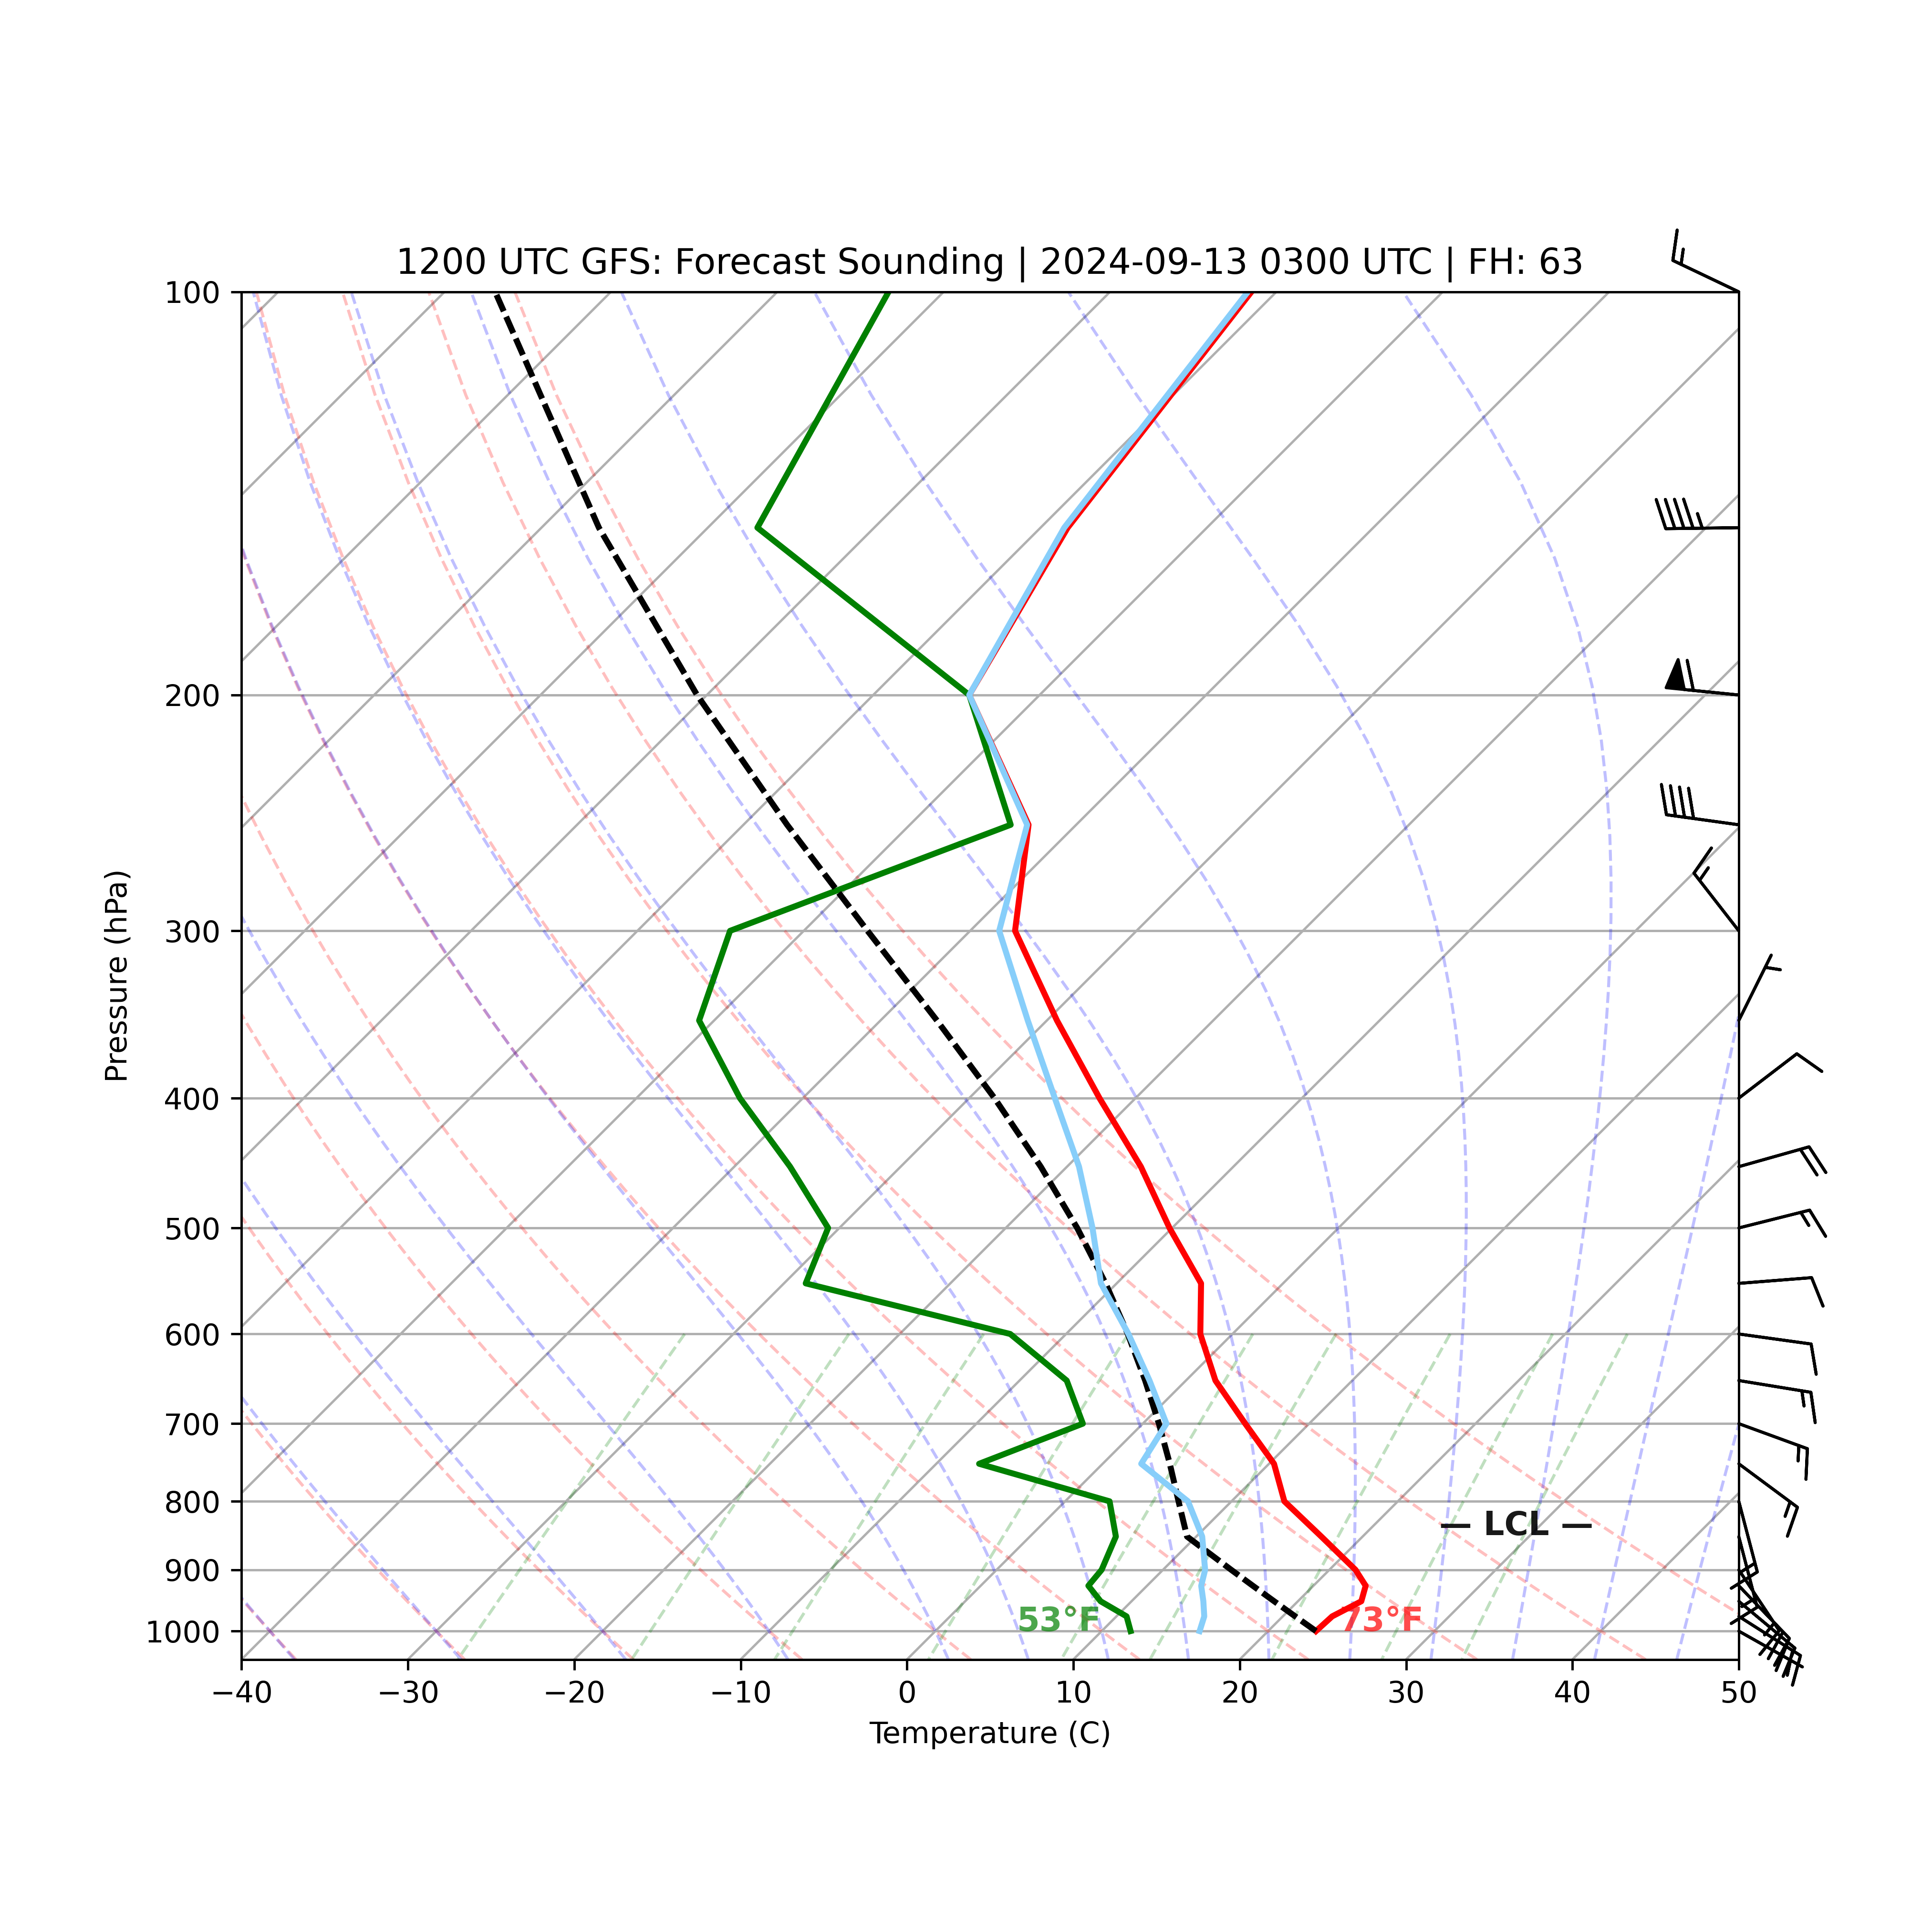 1200 UTC GFS: Forecast Sounding | 2024-09-13 0300 UTC | FH: 63
100
200
300
400
500
600
700
800
900
1000
Pressure (hPa)
— LCL —
53°F
73°F
−40 −30 −20 −10 0 10 20 30 40 50
Temperature (C)